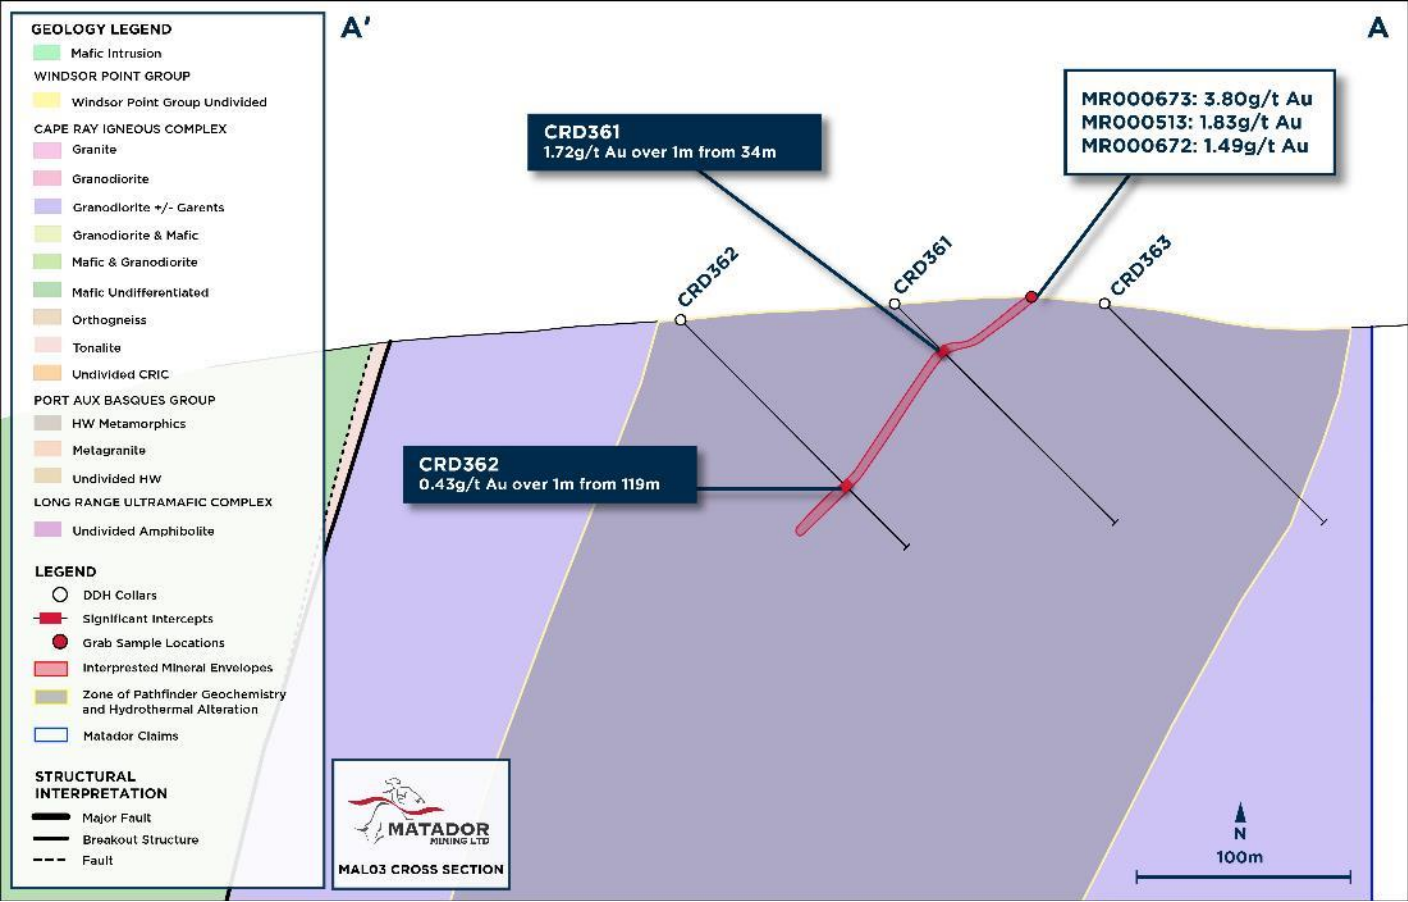 GEOLOGY LEGEND
Mafic Intrusion
WINDSOR POINT GROUP
Windsor Point Group Undivided
CAPE RAY IGNEOUS COMPLEX
Granite
Granodiorite
Granodiorite +/- Garents
Granodiorite & Mafic
Mafic & Granodiorite
Mafic Undifferentiated
Orthogneiss
Tonalite
Undivided CRIC
PORT AUX BASQUES GROUP
HW Metamorphics
Metagranite
Undivided HW
LONG RANGE ULTRAMAFIC COMPLEX
Undivided Amphibolite
LEGEND
DDH Collars
Significant Intercepts
Grab Sample Locations
Interprested Mineral Envelopes
Zone of Pathfinder Geochemistry
and Hydrothermal Alteration
Matador Claims
STRUCTURAL
INTERPRETATION
Major Fault
Breakout Structure
Fault
A'
A
MR000673: 3.80g/t Au
MR000513: 1.83g/t Au
MR000672: 1.49g/t Au
CRD361
1.72g/t Au over 1m from 34m
CRD362
CRD361
CRD363
CRD362
0.43g/t Au over 1m from 119m
MATADOR
MINING LTD
MAL03 CROSS SECTION
N
100m